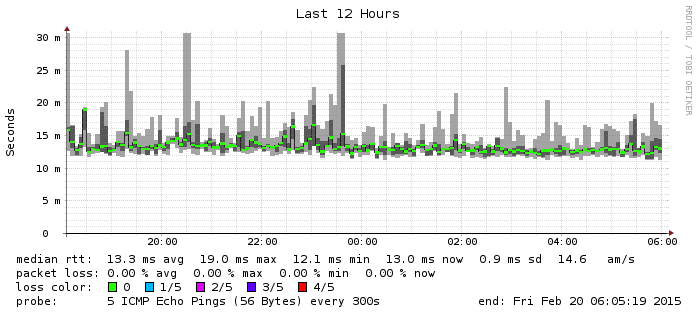 Last 12 Hours
RRDTOOL / TOBI OETIKER
Seconds
30 m
25 m
20 m
15 m
10 m
5 m
0
20:00 22:00 00:00 02:00 04:00 06:00
median rtt: 13.3 ms avg 19.0 ms max 12.1 ms min 13.0 ms now 0.9 ms sd 14.6 am/s
packet loss: 0.00 % avg 0.00 % max 0.00 % min 0.00 % now
loss color: 0 1/5 2/5 3/5 4/5
probe: 5 ICMP Echo Pings (56 Bytes) every 300s end: Fri Feb 20 06:05:19 2015